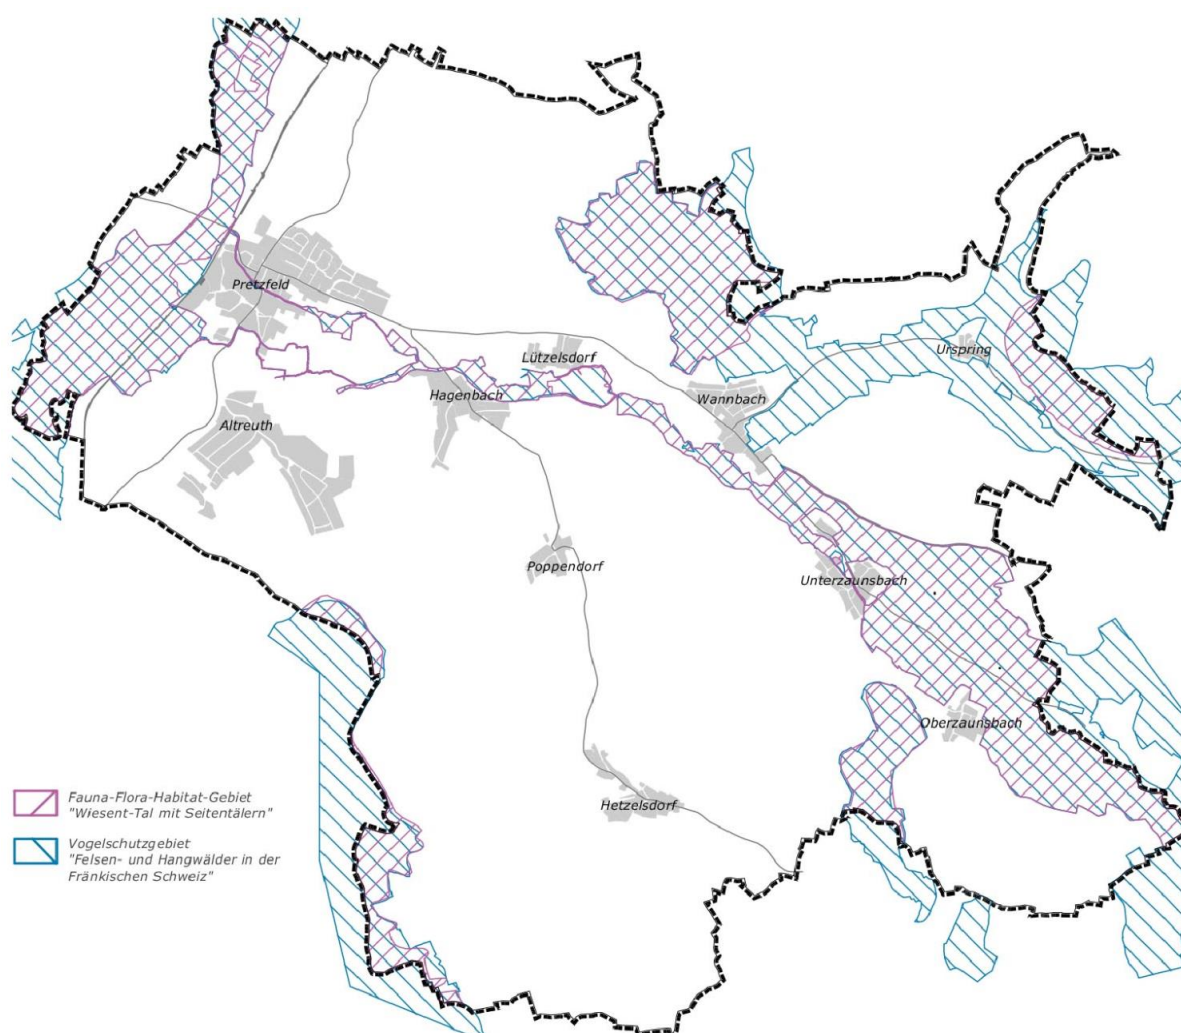 Pretzfeld
Lützelsdorf
Urspring
Hagenbach
Wannbach
Altreuth
Poppendorf
Unterzaunsbach
Oberzaunsbach
Hetzelsdorf
Fauna-Flora-Habitat-Gebiet
"Wiesent-Tal mit Seitentälern"
Vogelschutzgebiet
"Felsen- und Hangwälder in der
Fränkischen Schweiz"